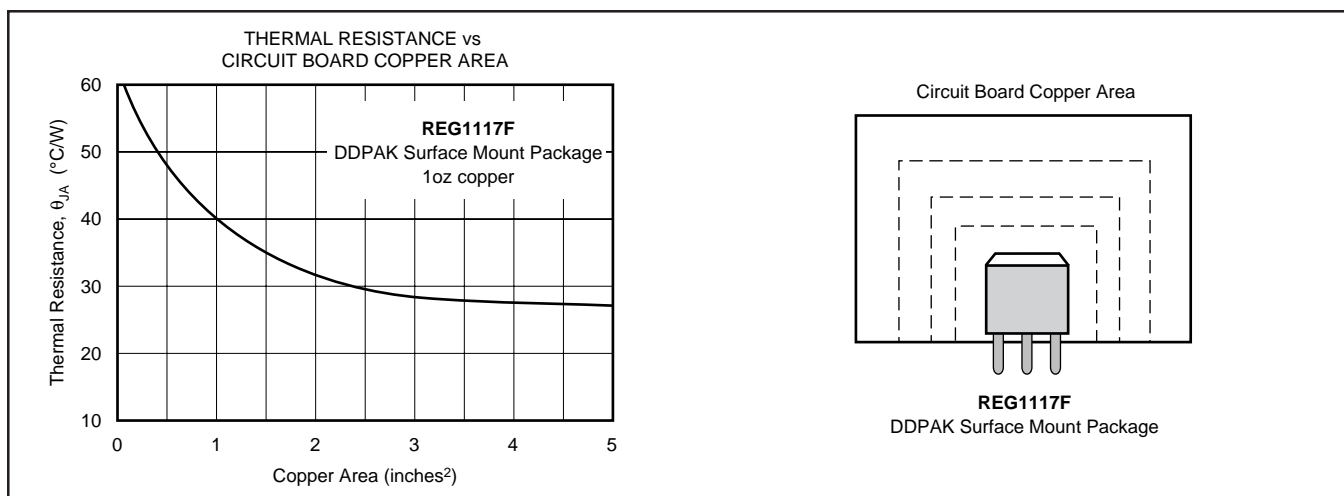 THERMAL RESISTANCE vs
CIRCUIT BOARD COPPER AREA
60
50
40
30
20
10
Thermal Resistance, θJA (°C/W)
REG1117F
DDPAK Surface Mount Package
1oz copper
0 1 2 3 4 5
Copper Area (inches²)
Circuit Board Copper Area
REG1117F
DDPAK Surface Mount Package